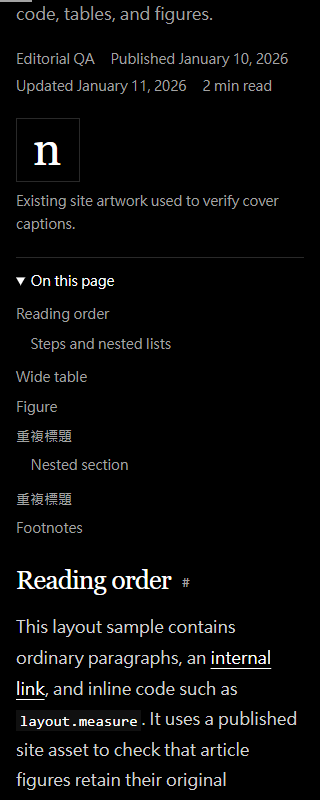 code, tables, and figures.
Editorial QA Published January 10, 2026
Updated January 11, 2026 2 min read
n
Existing site artwork used to verify cover
captions.
▼ On this page
Reading order
Steps and nested lists
Wide table
Figure
重複標題
Nested section
重複標題
Footnotes
Reading order #
This layout sample contains
ordinary paragraphs, an internal
link, and inline code such as
layout.measure. It uses a published
site asset to check that article
figures retain their original